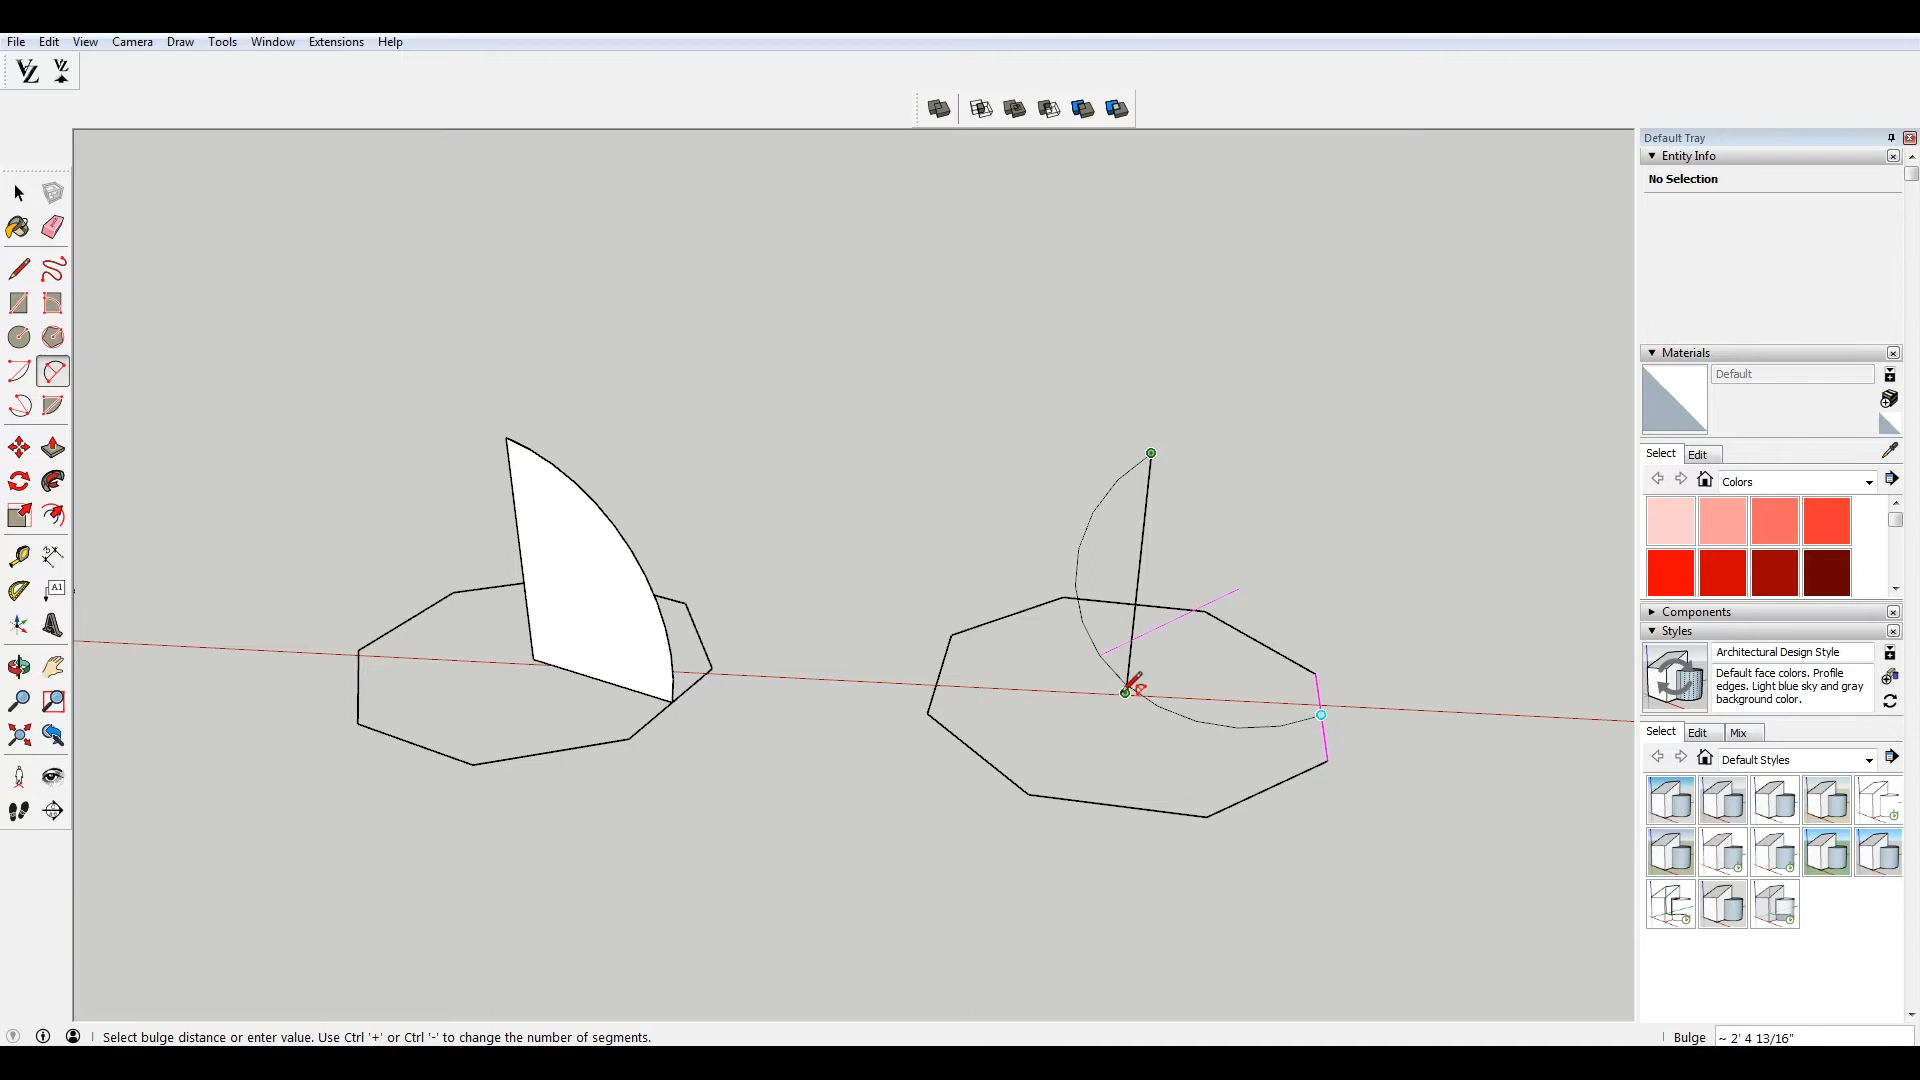 File Edit View Camera Draw Tools Window Extensions Help
Default Tray
Entity Info
No Selection
Materials
Default
Select Edit
Colors
A1
Components
Styles
Architectural Design Style
Default face colors. Profile edges. Light blue sky and gray background color.
Select Edit Mix
Default Styles
Select bulge distance or enter value. Use Ctrl '+' or Ctrl '-' to change the number of segments.
Bulge ~ 2' 4 13/16"